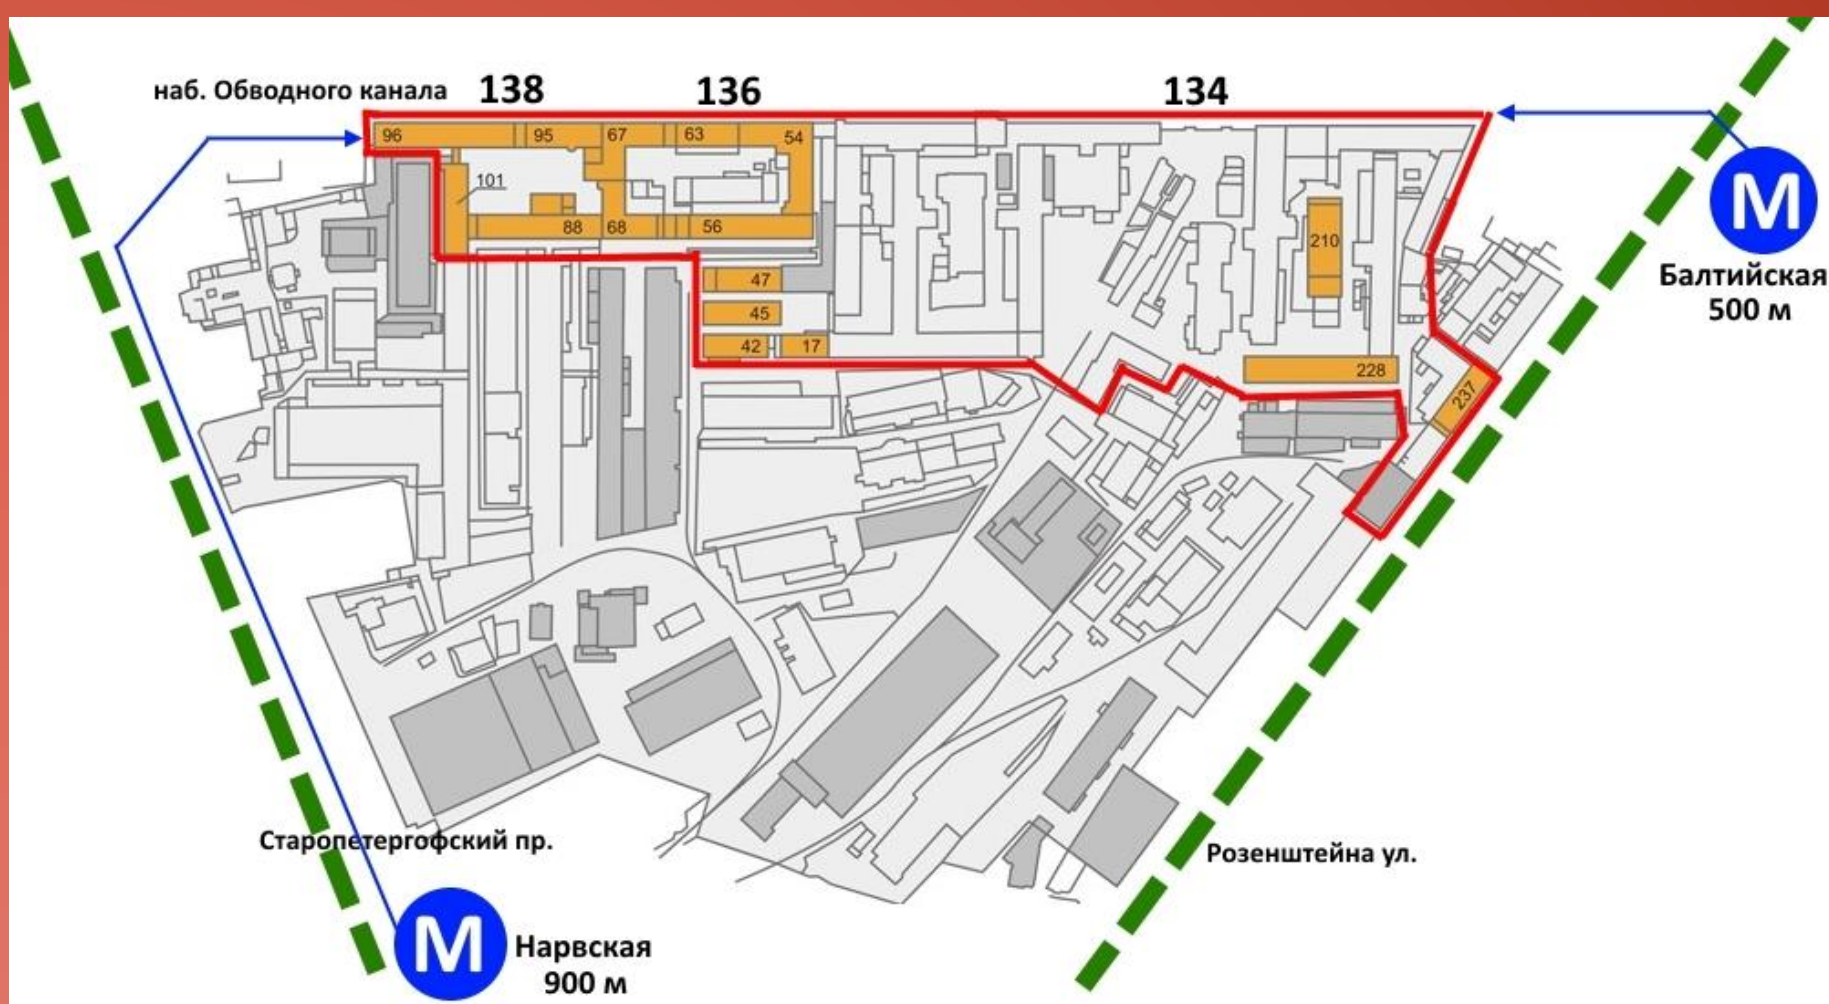 наб. Обводного канала
138
136
134
96
95
67
63
54
101
88
68
56
47
45
42
17
210
228
237
М
Балтийская
500 м
Старопетергофский пр.
Розенштейна ул.
М
Нарвская
900 м